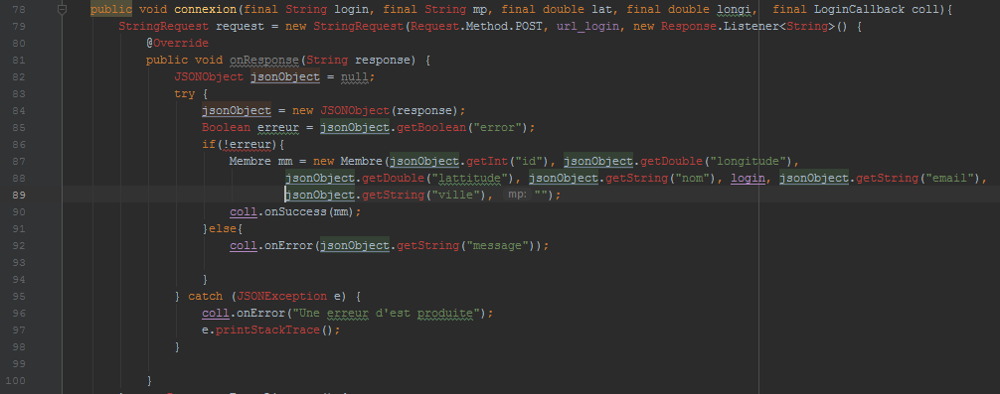 78 public void connexion(final String login, final String mp, final double lat, final double longi,  final LoginCallback coll){
79 StringRequest request = new StringRequest(Request.Method.POST, url_login, new Response.Listener<String>() {
80 @Override
81 public void onResponse(String response) {
82 JSONObject jsonObject = null;
83 try {
84 jsonObject = new JSONObject(response);
85 Boolean erreur = jsonObject.getBoolean("error");
86 if(!erreur){
87 Membre mm = new Membre(jsonObject.getInt("id"), jsonObject.getDouble("longitude"),
88 jsonObject.getDouble("lattitude"), jsonObject.getString("nom"), login, jsonObject.getString("email"),
89 jsonObject.getString("ville"), mp: "");
90 coll.onSuccess(mm);
91 }else{
92 coll.onError(jsonObject.getString("message"));
93
94 }
95 } catch (JSONException e) {
96 coll.onError("Une erreur d'est produite");
97 e.printStackTrace();
98 }
99
100 }